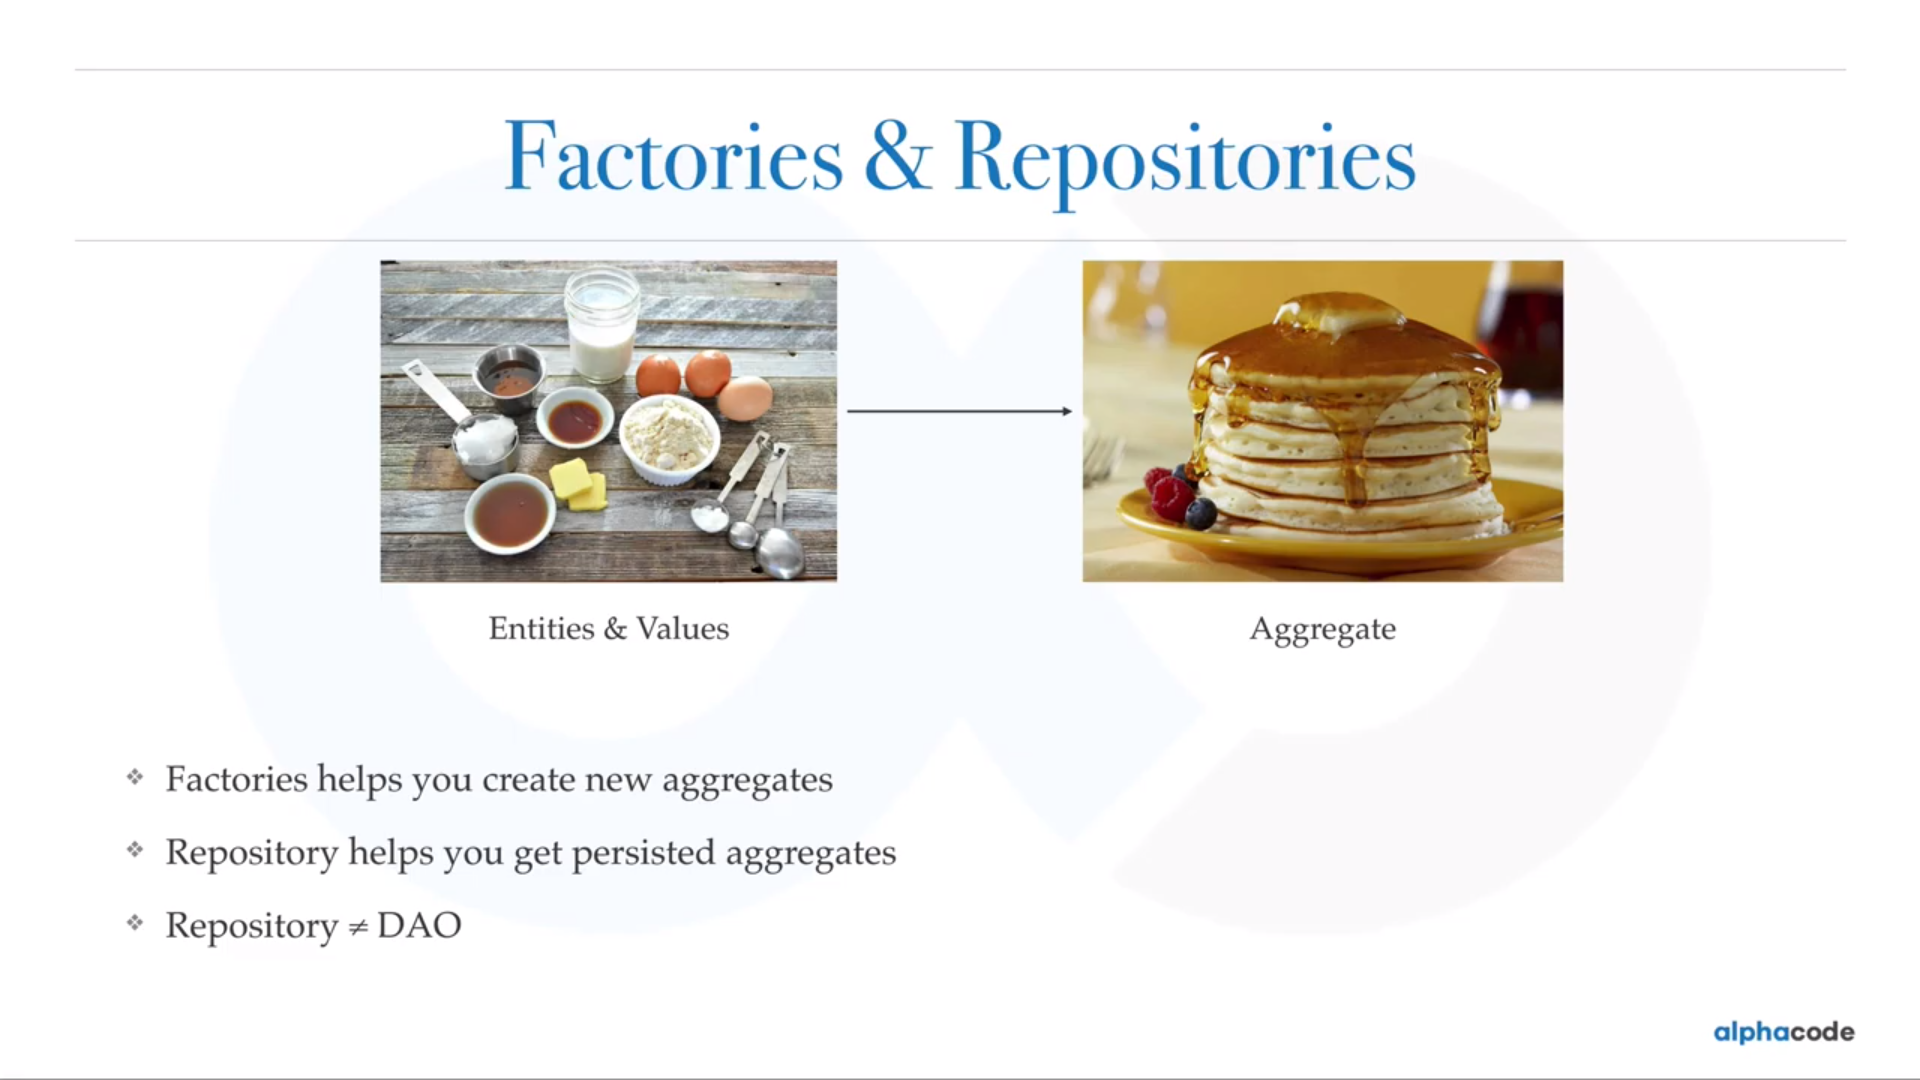 Factories & Repositories
Entities & Values
Aggregate
❖ Factories helps you create new aggregates
❖ Repository helps you get persisted aggregates
❖ Repository ≠ DAO
alphacode